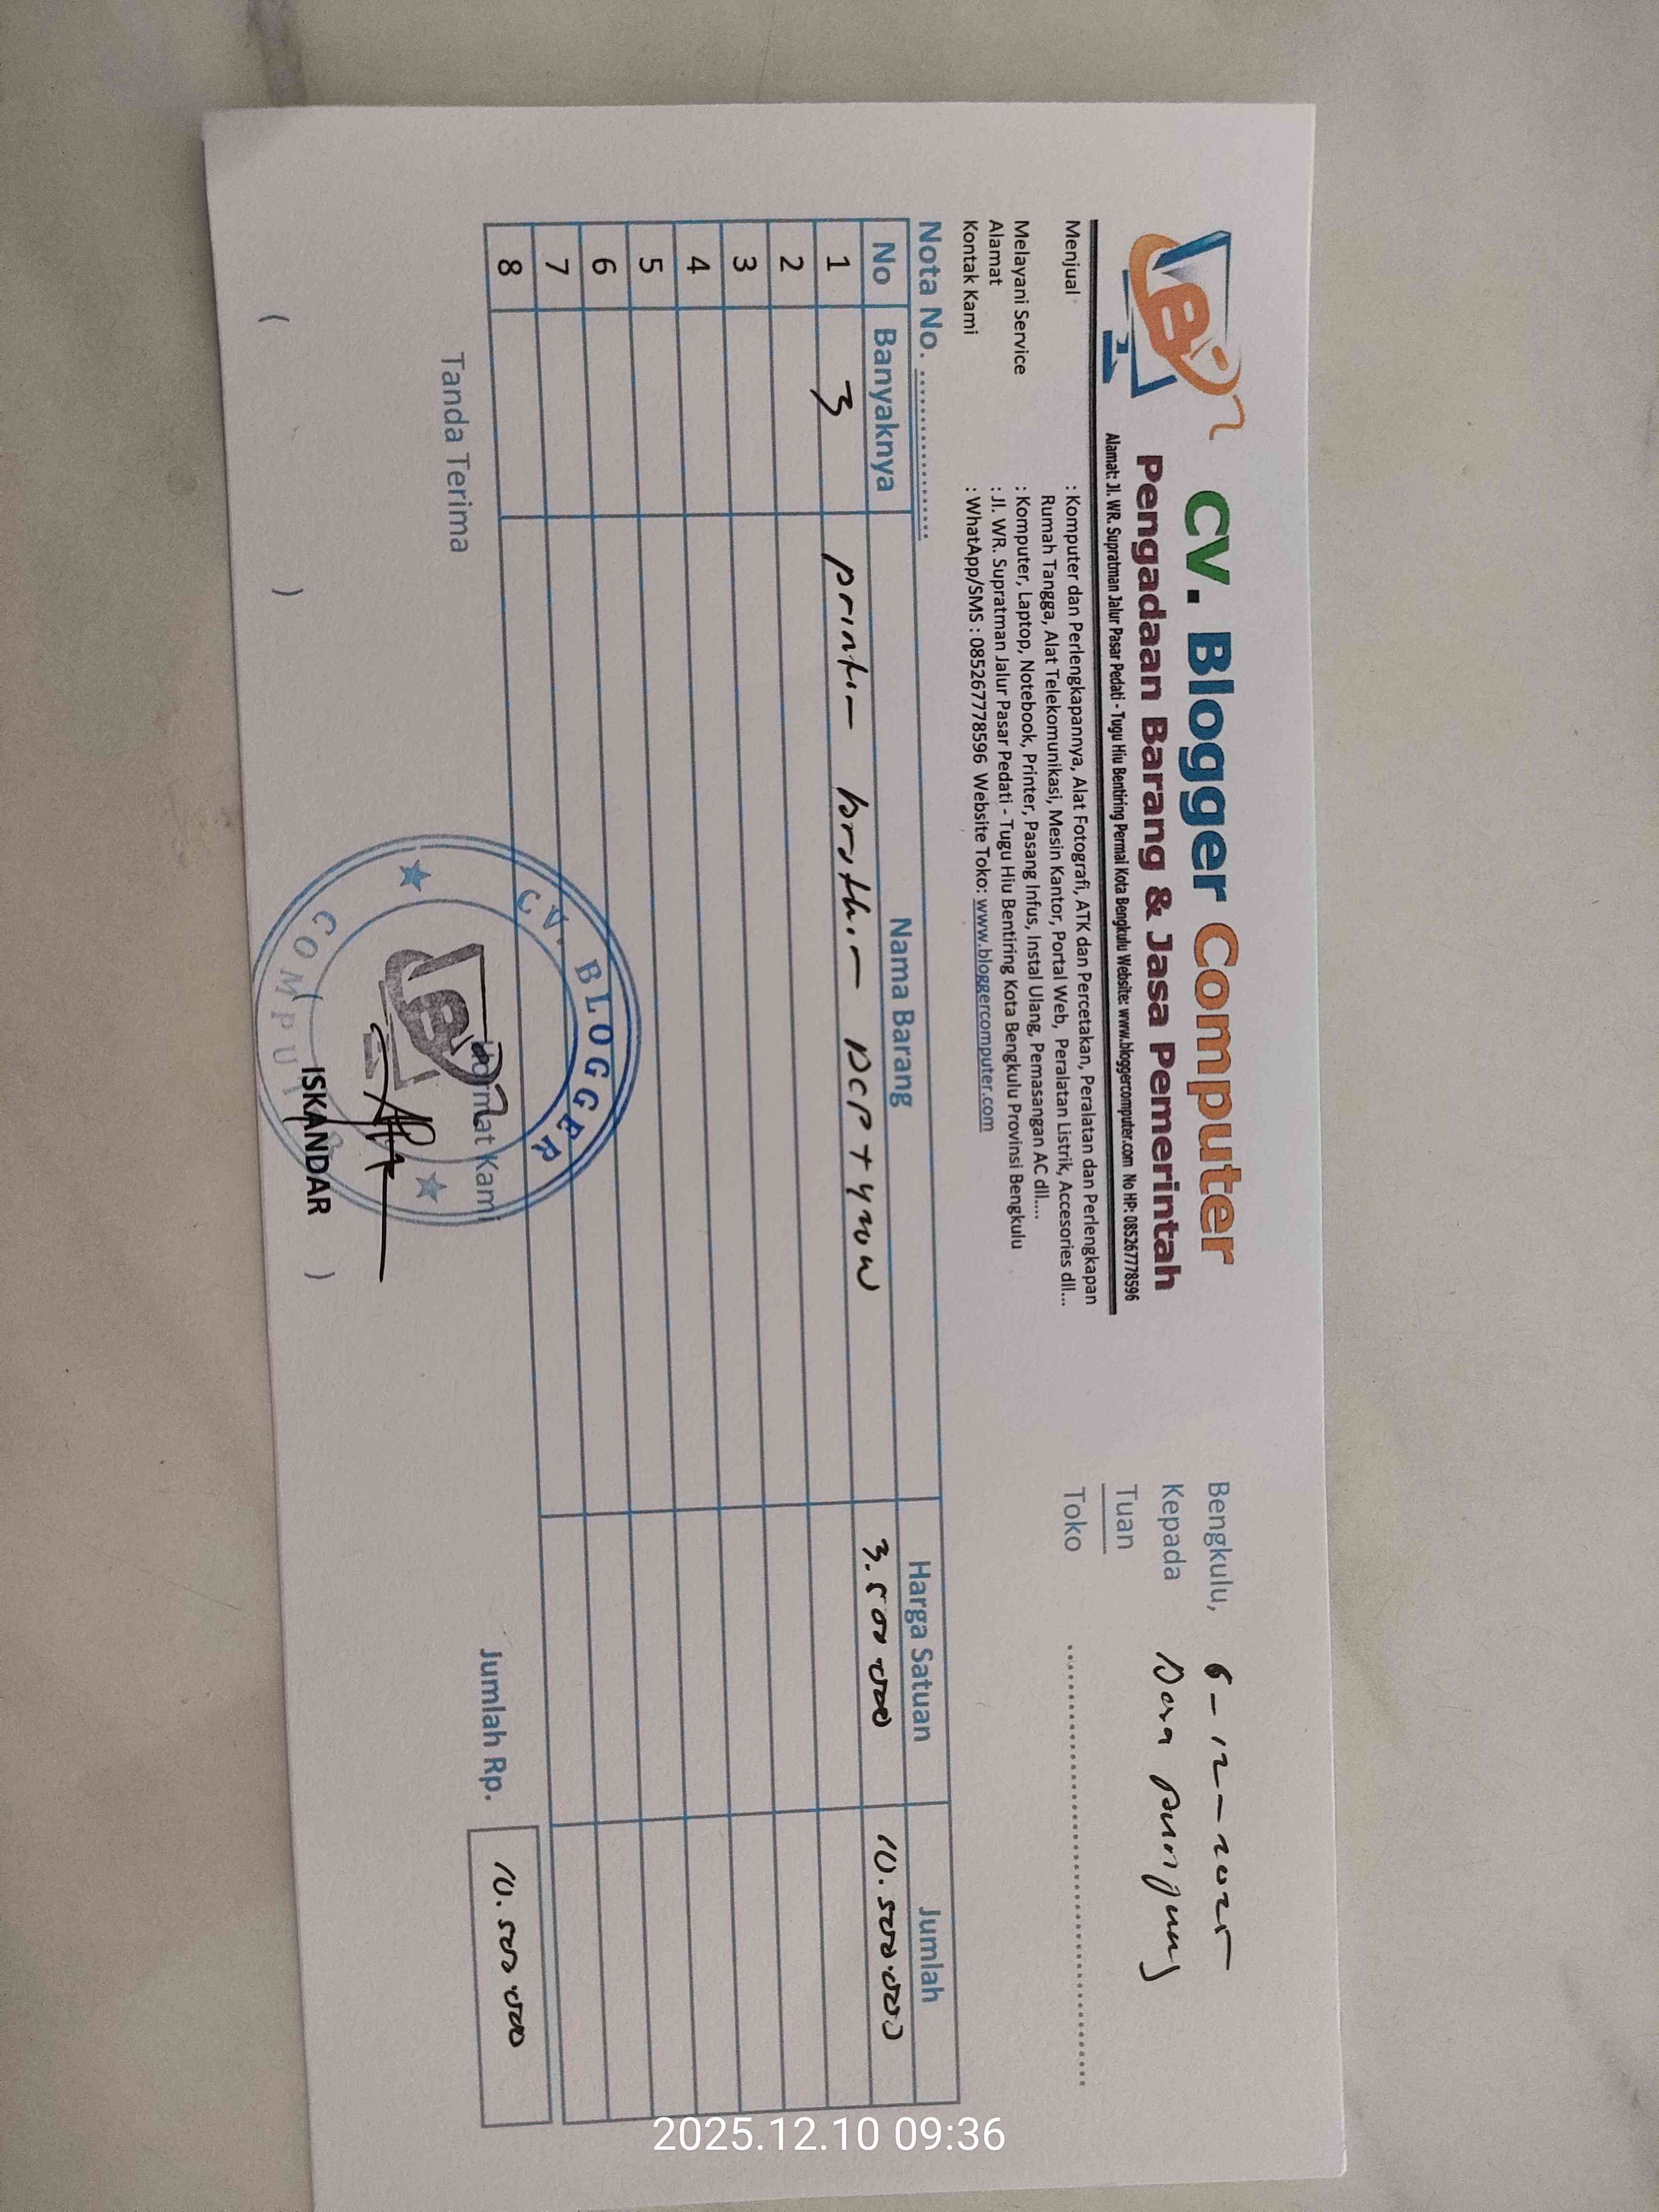 CV. Blogger Computer
Pengadaan Barang & Jasa Pemerintah
Alamat: Jl. WR. Supratman Jalur Pasar Pedati - Tugu Hiu Bentiring Permai Kota Bengkulu Website: www.bloggercomputer.com No HP: 085267778596
Menjual : Komputer dan Perlengkapannya, Alat Fotografi, ATK dan Percetakan, Peralatan dan Perlengkapan
Rumah Tangga, Alat Telekomunikasi, Mesin Kantor, Portal Web, Peralatan Listrik, Accesories dll...
Melayani Service : Komputer, Laptop, Notebook, Printer, Pasang Infus, Instal Ulang, Pemasangan AC dll....
Alamat : Jl. WR. Supratman Jalur Pasar Pedati - Tugu Hiu Bentiring Kota Bengkulu Provinsi Bengkulu
Kontak Kami : WhatApp/SMS : 085267778596 Website Toko: www.bloggercomputer.com
Bengkulu, 6-12-2025
Kepada
Tuan
Toko ........
Nota No. ........
No Banyaknya Nama Barang Harga Satuan Jumlah
1 3 printer brother DCP T420W 3.500.000 10.500.000
2
3
4
5
6
7
8
Tanda Terima Hormat Kami Jumlah Rp. 10.500.000
CV. BLOGGER
COMPUTER
( ) ( ISKANDAR )
2025.12.10 09:36